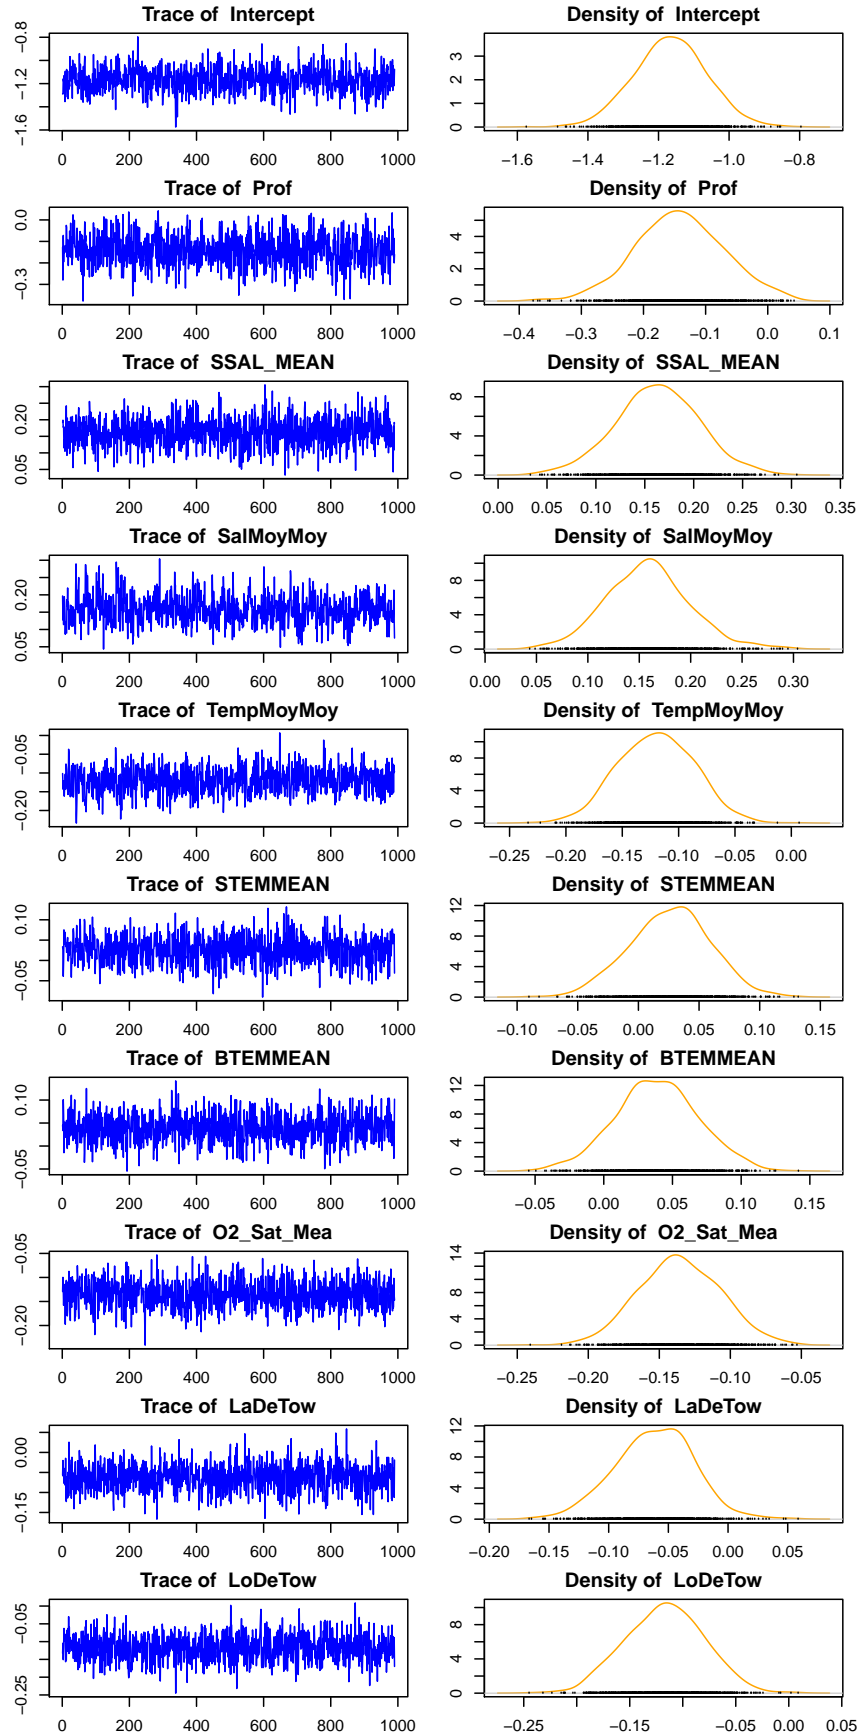 Trace of Intercept
Density of Intercept
−1.6 −1.2 −0.8
0 200 400 600 800 1000
0 1 2 3
−1.6 −1.4 −1.2 −1.0 −0.8
Trace of Prof
Density of Prof
−0.3 0.0
0 200 400 600 800 1000
0 2 4
−0.4 −0.3 −0.2 −0.1 0.0 0.1
Trace of SSAL_MEAN
Density of SSAL_MEAN
0.05 0.20
0 200 400 600 800 1000
0 4 8
0.00 0.05 0.10 0.15 0.20 0.25 0.30 0.35
Trace of SalMoyMoy
Density of SalMoyMoy
0.05 0.20
0 200 400 600 800 1000
0 4 8
0.00 0.05 0.10 0.15 0.20 0.25 0.30
Trace of TempMoyMoy
Density of TempMoyMoy
−0.20 −0.05
0 200 400 600 800 1000
0 4 8
−0.25 −0.20 −0.15 −0.10 −0.05 0.00
Trace of STEMMEAN
Density of STEMMEAN
−0.05 0.10
0 200 400 600 800 1000
0 4 8 12
−0.10 −0.05 0.00 0.05 0.10 0.15
Trace of BTEMMEAN
Density of BTEMMEAN
−0.05 0.10
0 200 400 600 800 1000
0 4 8 12
−0.05 0.00 0.05 0.10 0.15
Trace of O2_Sat_Mea
Density of O2_Sat_Mea
−0.20 −0.05
0 200 400 600 800 1000
0 4 8 14
−0.25 −0.20 −0.15 −0.10 −0.05
Trace of LaDeTow
Density of LaDeTow
−0.15 0.00
0 200 400 600 800 1000
0 4 8 12
−0.20 −0.15 −0.10 −0.05 0.00 0.05
Trace of LoDeTow
Density of LoDeTow
−0.25 −0.05
0 200 400 600 800 1000
0 4 8
−0.25 −0.15 −0.05 0.05